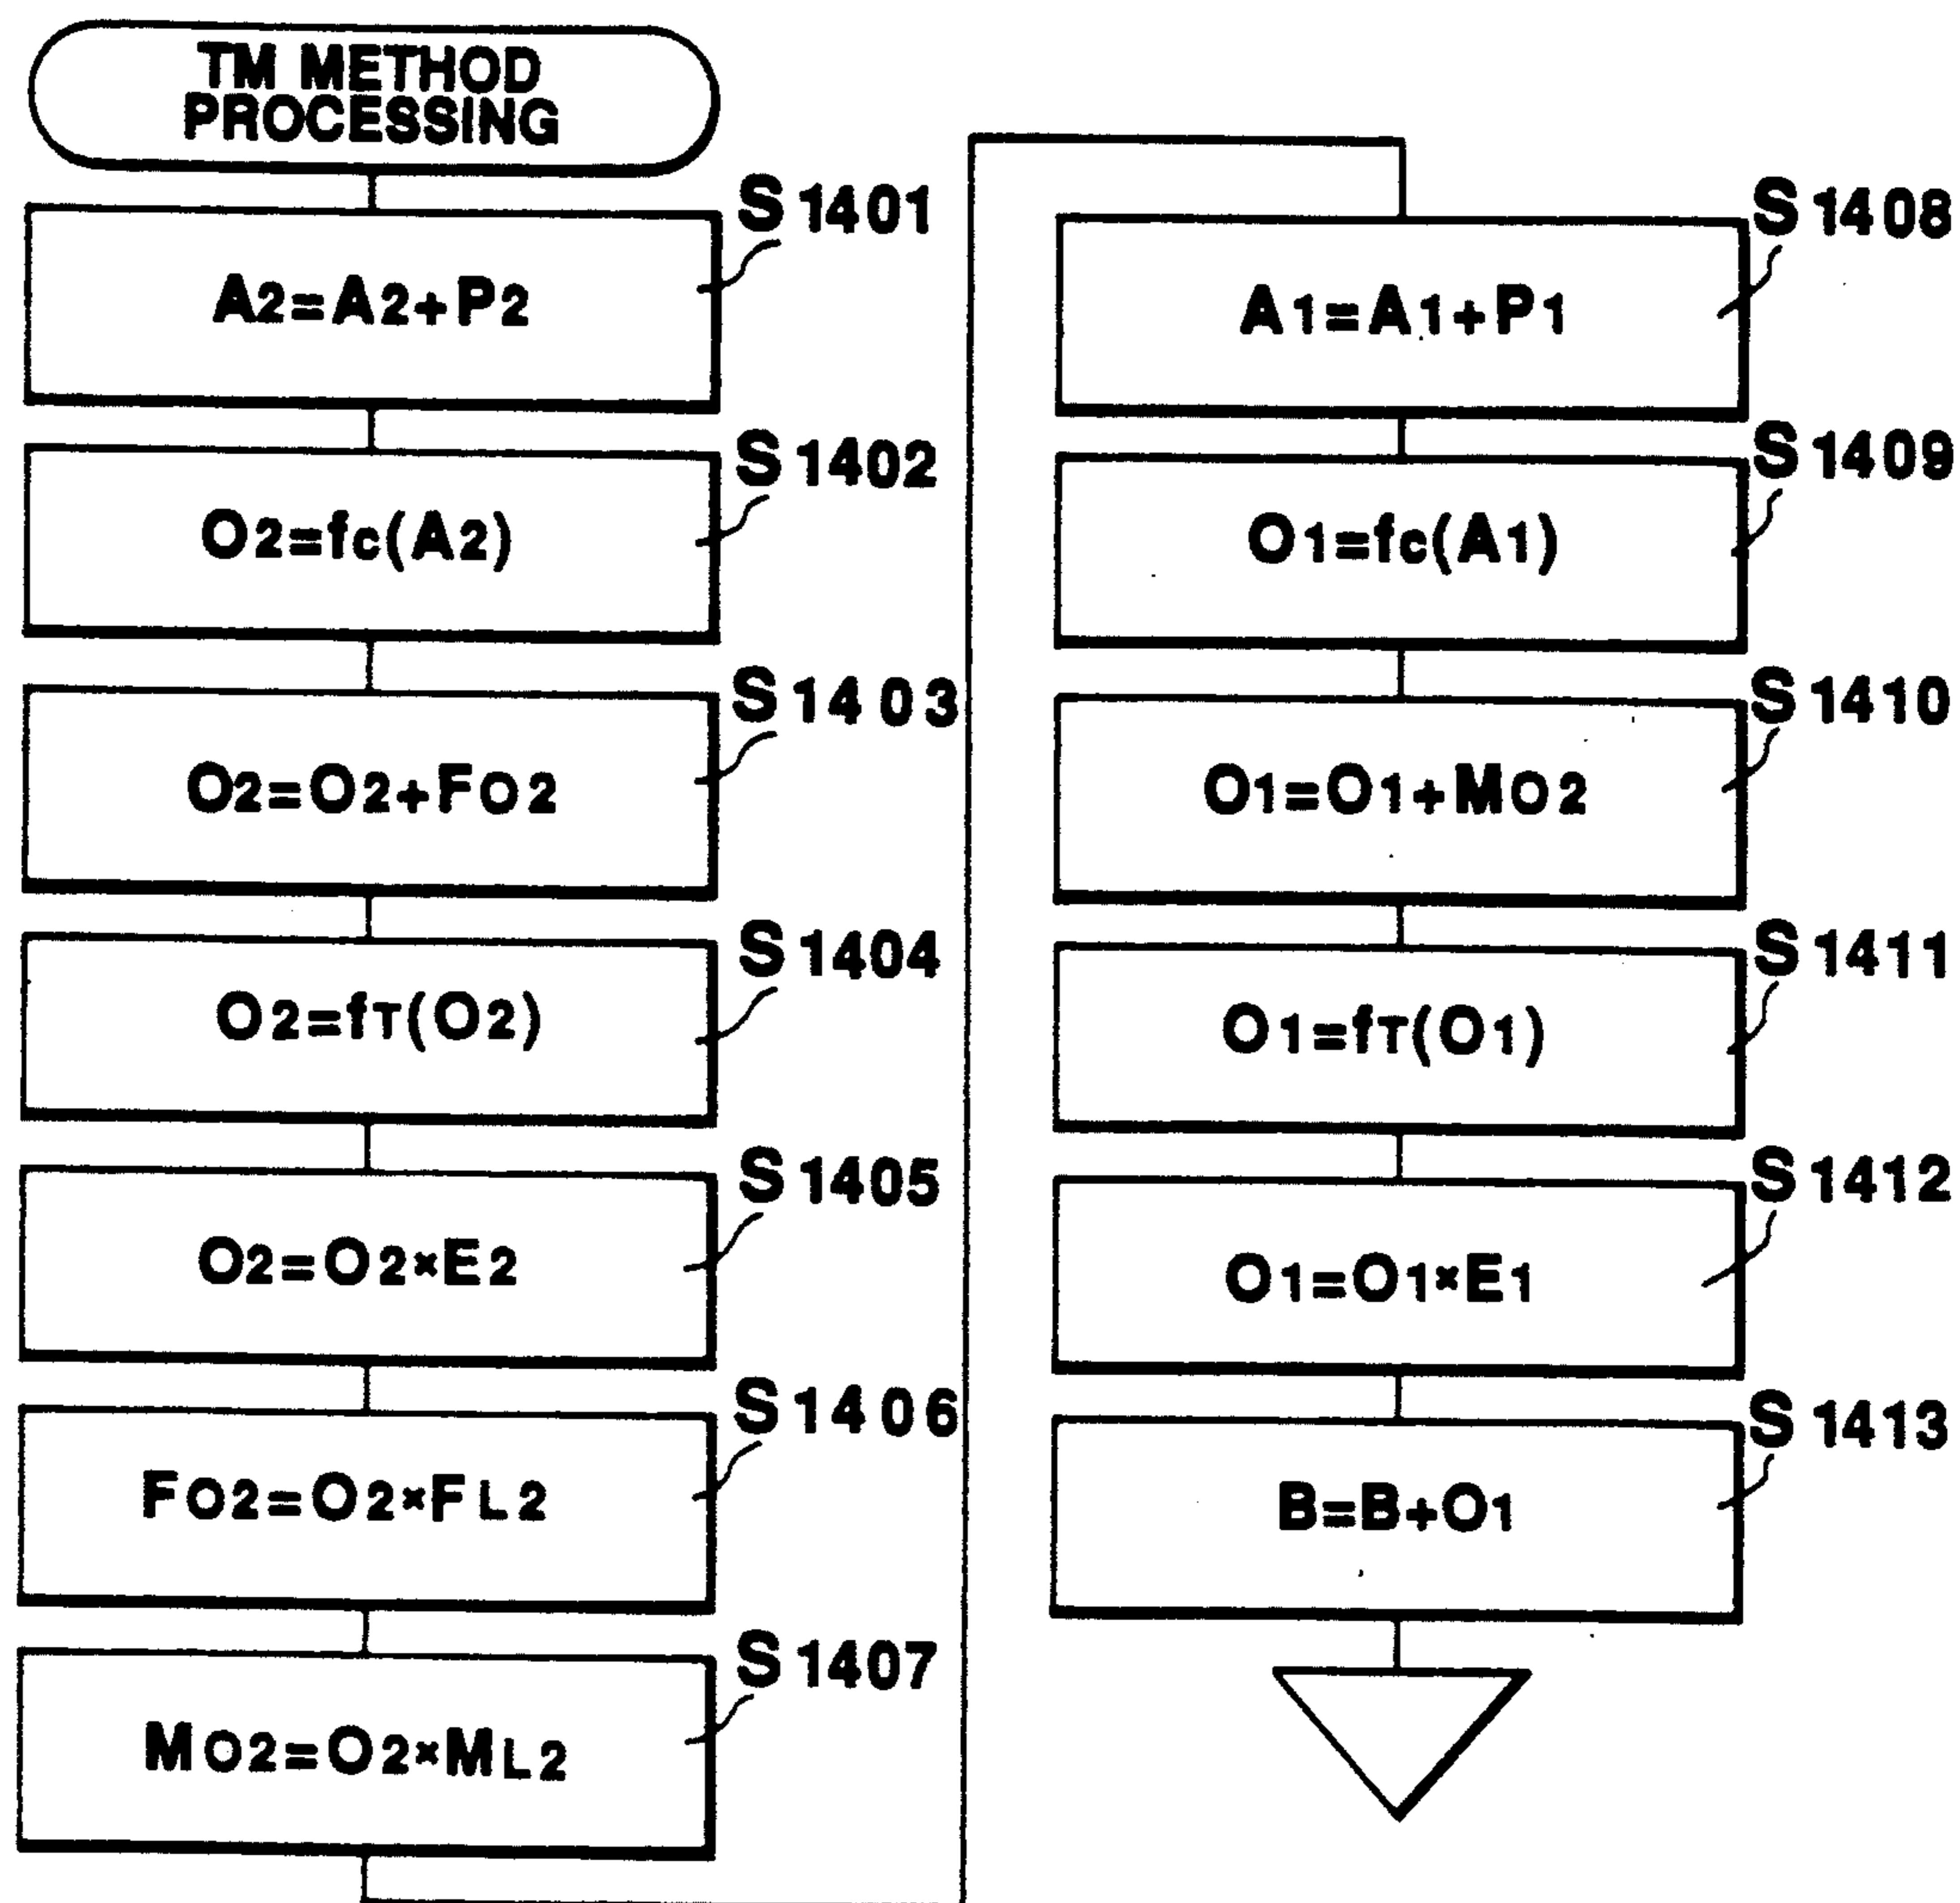 TM METHOD
PROCESSING
S1401
A2=A2+P2
S1402
O2=fc(A2)
S1403
O2=O2+FO2
S1404
O2=fT(O2)
S1405
O2=O2×E2
S1406
FO2=O2×FL2
S1407
MO2=O2×ML2
S1408
A1=A1+P1
S1409
O1=fc(A1)
S1410
O1=O1+MO2
S1411
O1=fT(O1)
S1412
O1=O1×E1
S1413
B=B+O1